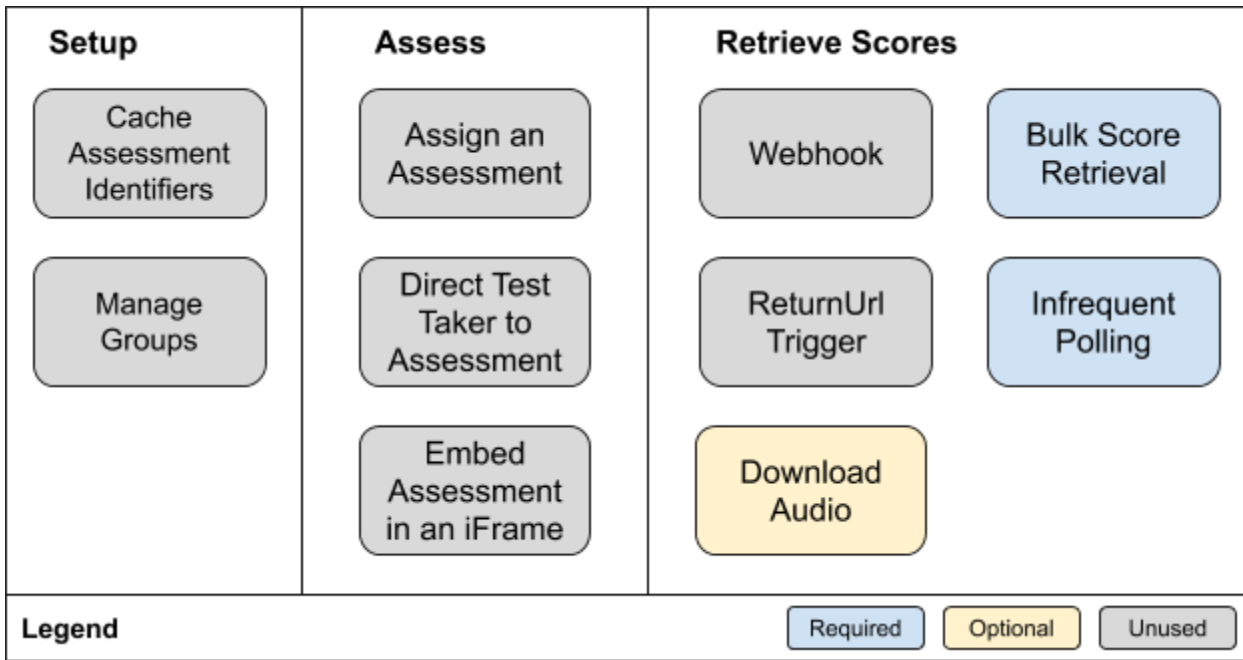 Setup
Cache
Assessment
Identifiers
Manage
Groups
Assess
Assign an
Assessment
Direct Test
Taker to
Assessment
Embed
Assessment
in an iFrame
Retrieve Scores
Webhook
Bulk Score
Retrieval
ReturnUrl
Trigger
Infrequent
Polling
Download
Audio
Legend
Required
Optional
Unused